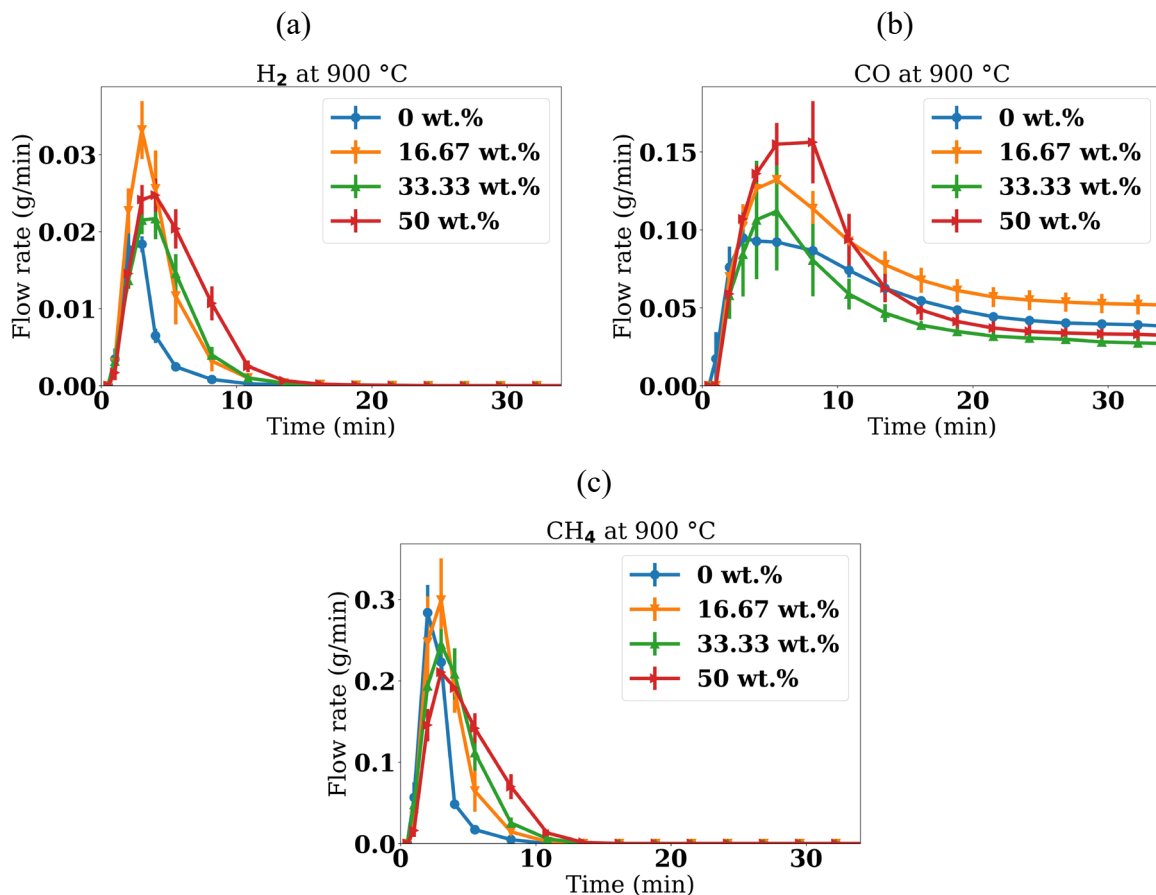 (a)
H₂ at 900 °C
Flow rate (g/min)
0.03
0.02
0.01
0.00
0 wt.%
16.67 wt.%
33.33 wt.%
50 wt.%
0 10 20 30
Time (min)
(b)
CO at 900 °C
Flow rate (g/min)
0.15
0.10
0.05
0.00
0 wt.%
16.67 wt.%
33.33 wt.%
50 wt.%
0 10 20 30
Time (min)
(c)
CH₄ at 900 °C
Flow rate (g/min)
0.3
0.2
0.1
0.0
0 wt.%
16.67 wt.%
33.33 wt.%
50 wt.%
0 10 20 30
Time (min)